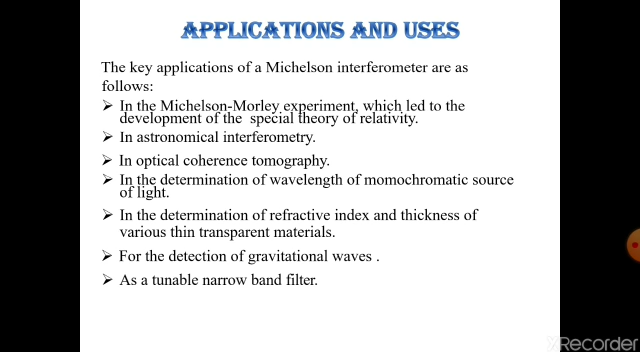 APPLICATIONS AND USES
The key applications of a Michelson interferometer are as
follows:
➢ In the Michelson-Morley experiment, which led to the
development of the special theory of relativity.
➢ In astronomical interferometry.
➢ In optical coherence tomography.
➢ In the determination of wavelength of momochromatic source
of light.
➢ In the determination of refractive index and thickness of
various thin transparent materials.
➢ For the detection of gravitational waves .
➢ As a tunable narrow band filter.
XRecorder